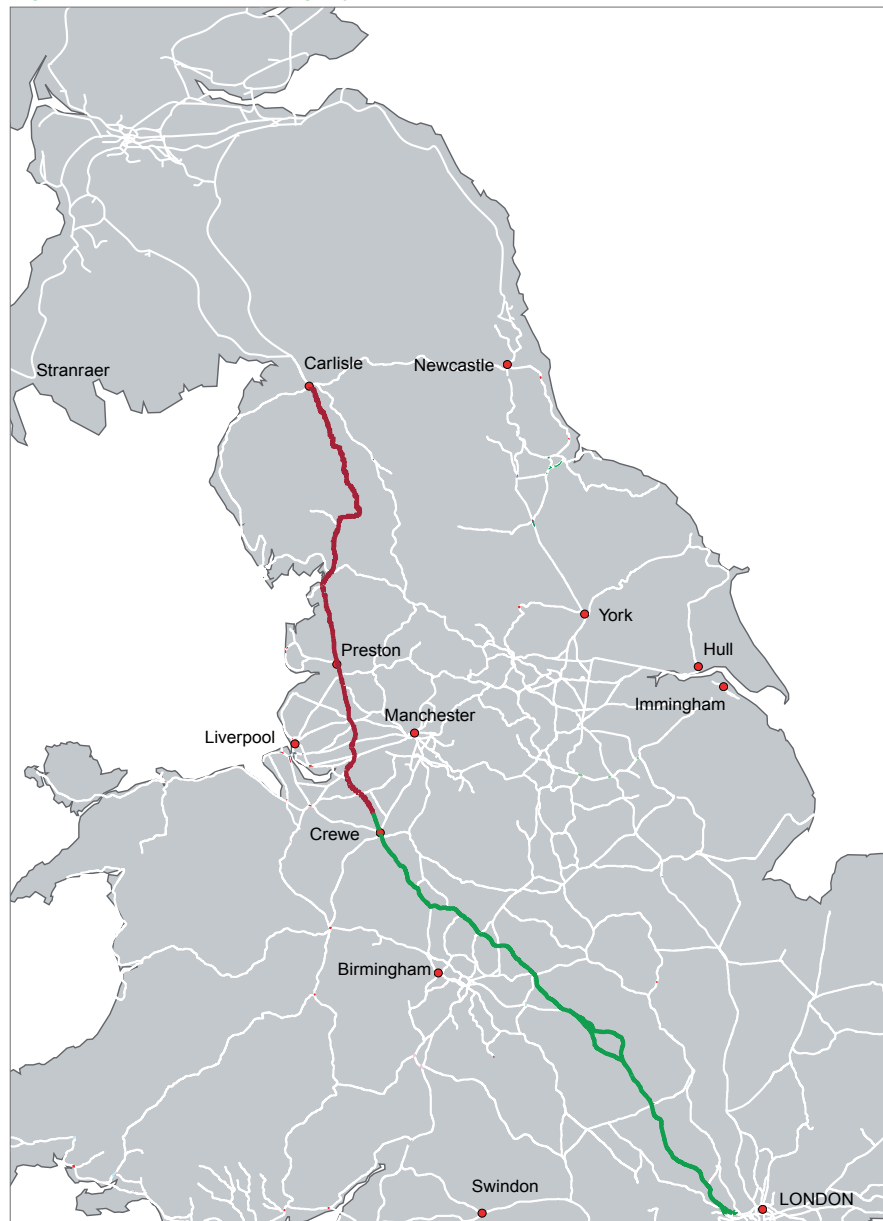 Carlisle
Newcastle
Stranraer
York
Preston
Hull
Immingham
Manchester
Liverpool
Crewe
Birmingham
Swindon
LONDON